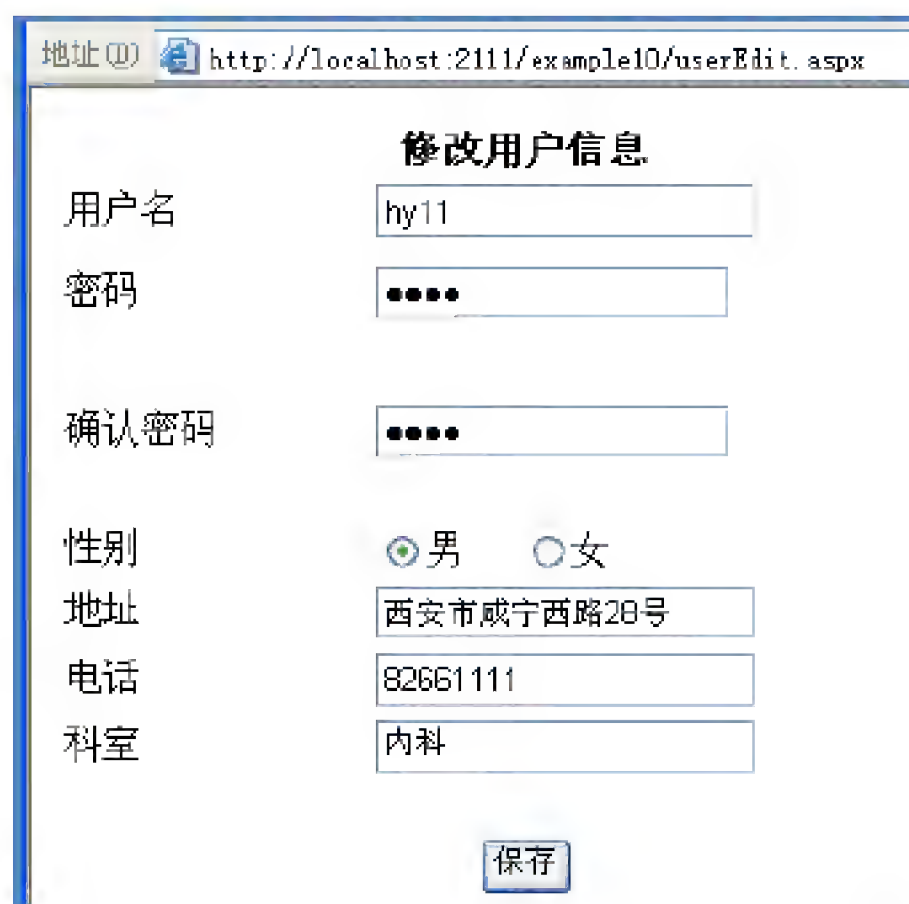 地址(D) http://localhost:2111/example10/userEdit.aspx
修改用户信息
用户名 hy11
密码 ●●●●
确认密码 ●●●●
性别 男 女
地址 西安市咸宁西路28号
电话 82661111
科室 内科
保存